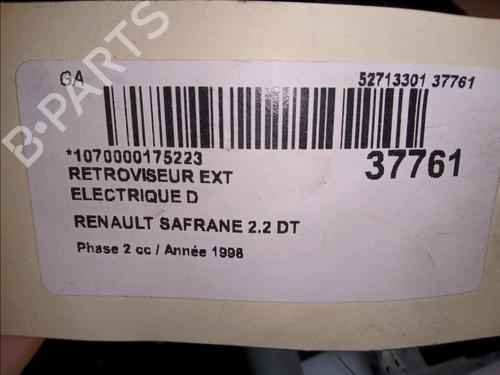 B-PARTS
GA
52713301 37761
*1070000175223
37761
RETROVISEUR EXT
ELECTRIQUE D
RENAULT SAFRANE 2.2 DT
Phase 2 cc / Année 1998